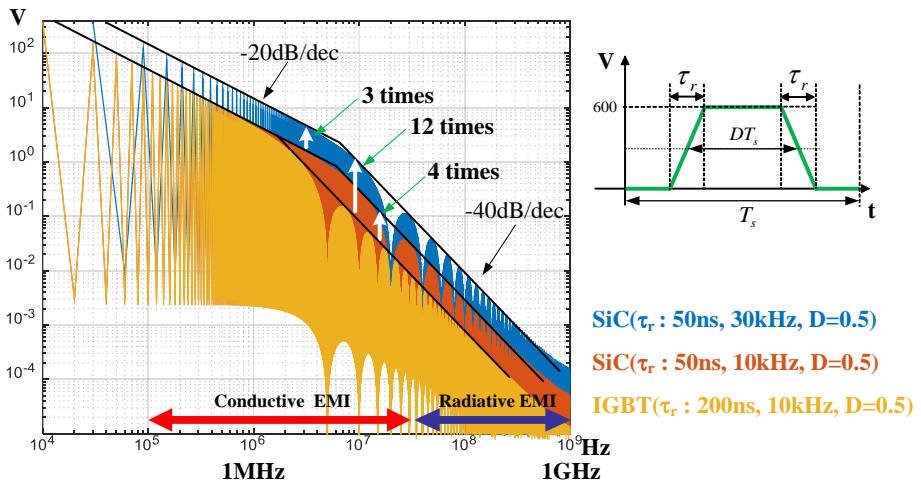 V
10²
10¹
10⁰
10⁻¹
10⁻²
10⁻³
10⁻⁴
-20dB/dec
3 times
12 times
4 times
-40dB/dec
Conductive EMI
Radiative EMI
10⁴
10⁵
10⁶
10⁷
10⁸
10⁹
Hz
1MHz
1GHz
V
τᵣ
τᵣ
600
DTₛ
t
Tₛ
SiC(τᵣ : 50ns, 30kHz, D=0.5)
SiC(τᵣ : 50ns, 10kHz, D=0.5)
IGBT(τᵣ : 200ns, 10kHz, D=0.5)